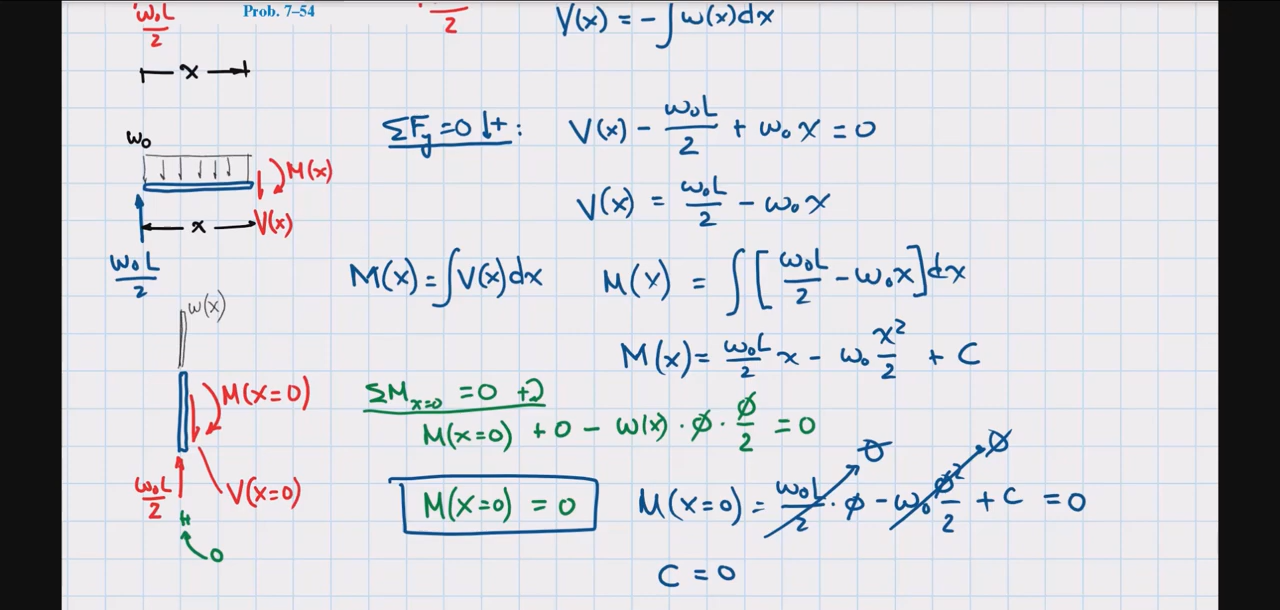 Prob. 7–54
w₀L/2
2
V(x) = -∫w(x)dx
x
ΣF_y = 0 ↓+ : V(x) - w₀L/2 + w₀x = 0
w₀
M(x)
V(x) = w₀L/2 - w₀x
x
V(x)
w₀L/2
M(x) = ∫V(x)dx M(x) = ∫[w₀L/2 - w₀x]dx
w(x)
M(x) = w₀L/2 x - w₀ x²/2 + C
M(x=0)
ΣM_x=0 = 0 +
M(x=0) + 0 - w(x) · 0 · 0/2 = 0
0 0
w₀L/2
V(x=0)
M(x=0) = 0 M(x=0) = w₀L/2 · 0 - w₀ 0²/2 + C = 0
0
C = 0